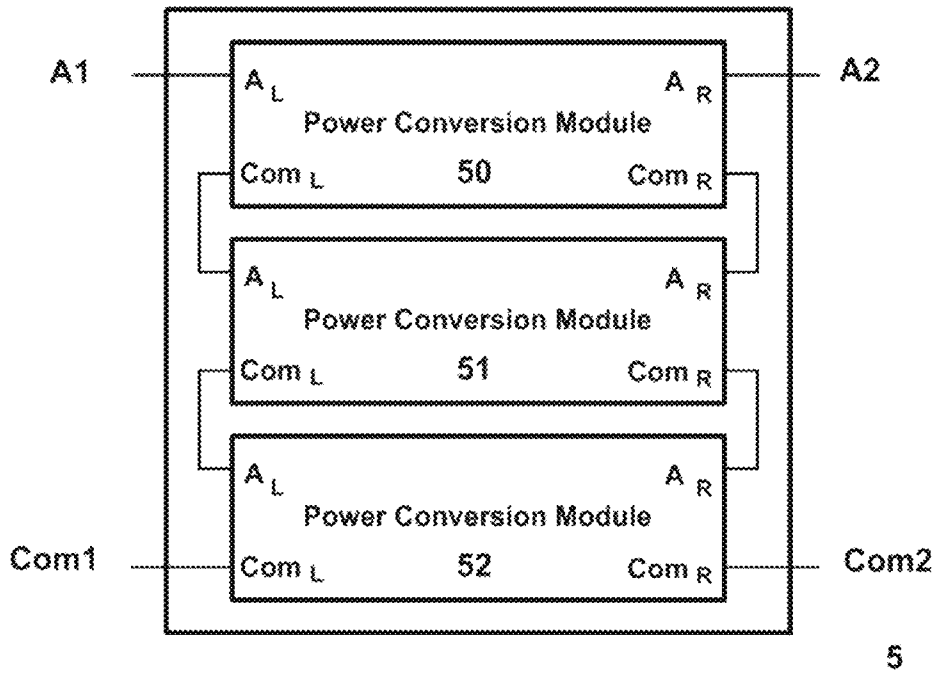 A1 A L A R A2
Power Conversion Module
Com L 50 Com R
A L A R
Power Conversion Module
Com L 51 Com R
A L A R
Power Conversion Module
Com1 Com L 52 Com R Com2
5